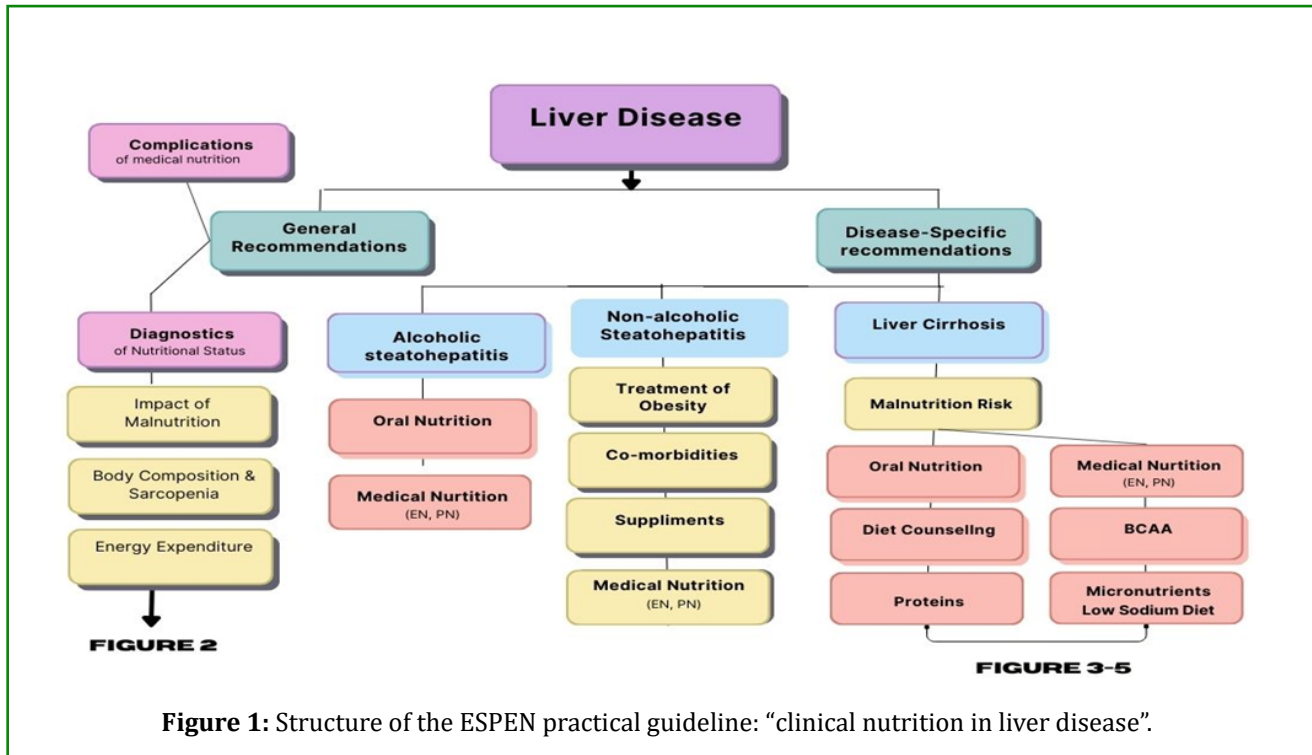 Liver Disease
Complications
of medical nutrition
General
Recommendations
Disease-Specific
recommendations
Diagnostics
of Nutritional Status
Impact of
Malnutrition
Body Composition &
Sarcopenia
Energy Expenditure
FIGURE 2
Alcoholic
steatohepatitis
Oral Nutrition
Medical Nurtition
(EN, PN)
Non-alcoholic
Steatohepatitis
Treatment of
Obesity
Co-morbidities
Suppliments
Medical Nutrition
(EN, PN)
Liver Cirrhosis
Malnutrition Risk
Oral Nutrition
Diet Counsellng
Proteins
Medical Nurtition
(EN, PN)
BCAA
Micronutrients
Low Sodium Diet
FIGURE 3-5
Figure 1: Structure of the ESPEN practical guideline: “clinical nutrition in liver disease”.